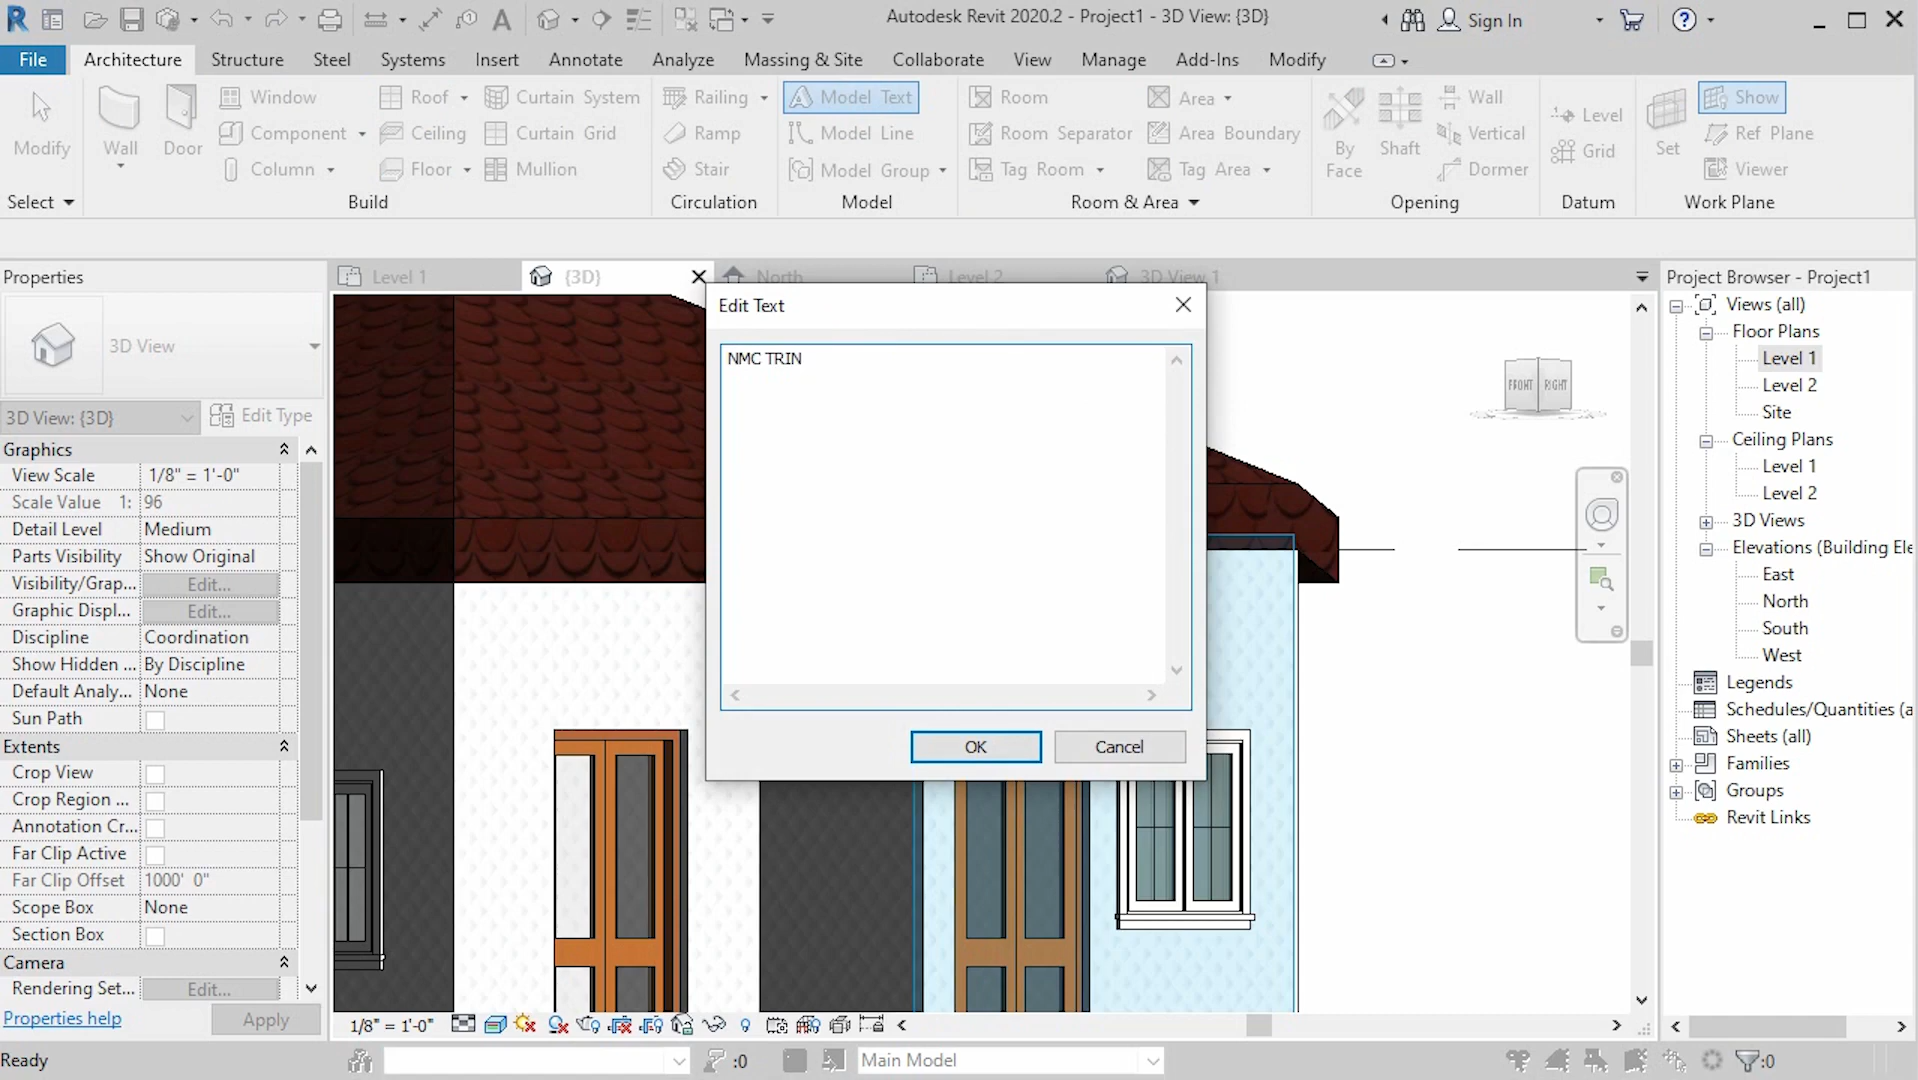 Autodesk Revit 2020.2 - Project1 - 3D View: {3D}
Sign In
File
Architecture
Structure
Steel
Systems
Insert
Annotate
Analyze
Massing & Site
Collaborate
View
Manage
Add-Ins
Modify
Modify
Wall
Door
Window
Component
Column
Roof
Ceiling
Floor
Curtain System
Curtain Grid
Mullion
Railing
Ramp
Stair
Model Text
Model Line
Model Group
Room
Room Separator
Tag Room
Area
Area Boundary
Tag Area
By
Face
Shaft
Wall
Vertical
Dormer
Level
Grid
Set
Show
Ref Plane
Viewer
Select
Build
Circulation
Model
Room & Area
Opening
Datum
Work Plane
Properties
3D View
3D View: {3D}
Edit Type
Graphics
View Scale 1/8" = 1'-0"
Scale Value 1: 96
Detail Level Medium
Parts Visibility Show Original
Visibility/Grap... Edit...
Graphic Displ... Edit...
Discipline Coordination
Show Hidden ... By Discipline
Default Analy... None
Sun Path
Extents
Crop View
Crop Region ...
Annotation Cr...
Far Clip Active
Far Clip Offset 1000' 0"
Scope Box None
Section Box
Camera
Rendering Set... Edit...
Properties help
Apply
Level 1
{3D}
North
Level 2
3D View 1
Edit Text
NMC TRIN
OK
Cancel
FRONT
RIGHT
1/8" = 1'-0"
Project Browser - Project1
Views (all)
Floor Plans
Level 1
Level 2
Site
Ceiling Plans
Level 1
Level 2
3D Views
Elevations (Building Ele
East
North
South
West
Legends
Schedules/Quantities (a
Sheets (all)
Families
Groups
Revit Links
Ready
:0
Main Model
:0